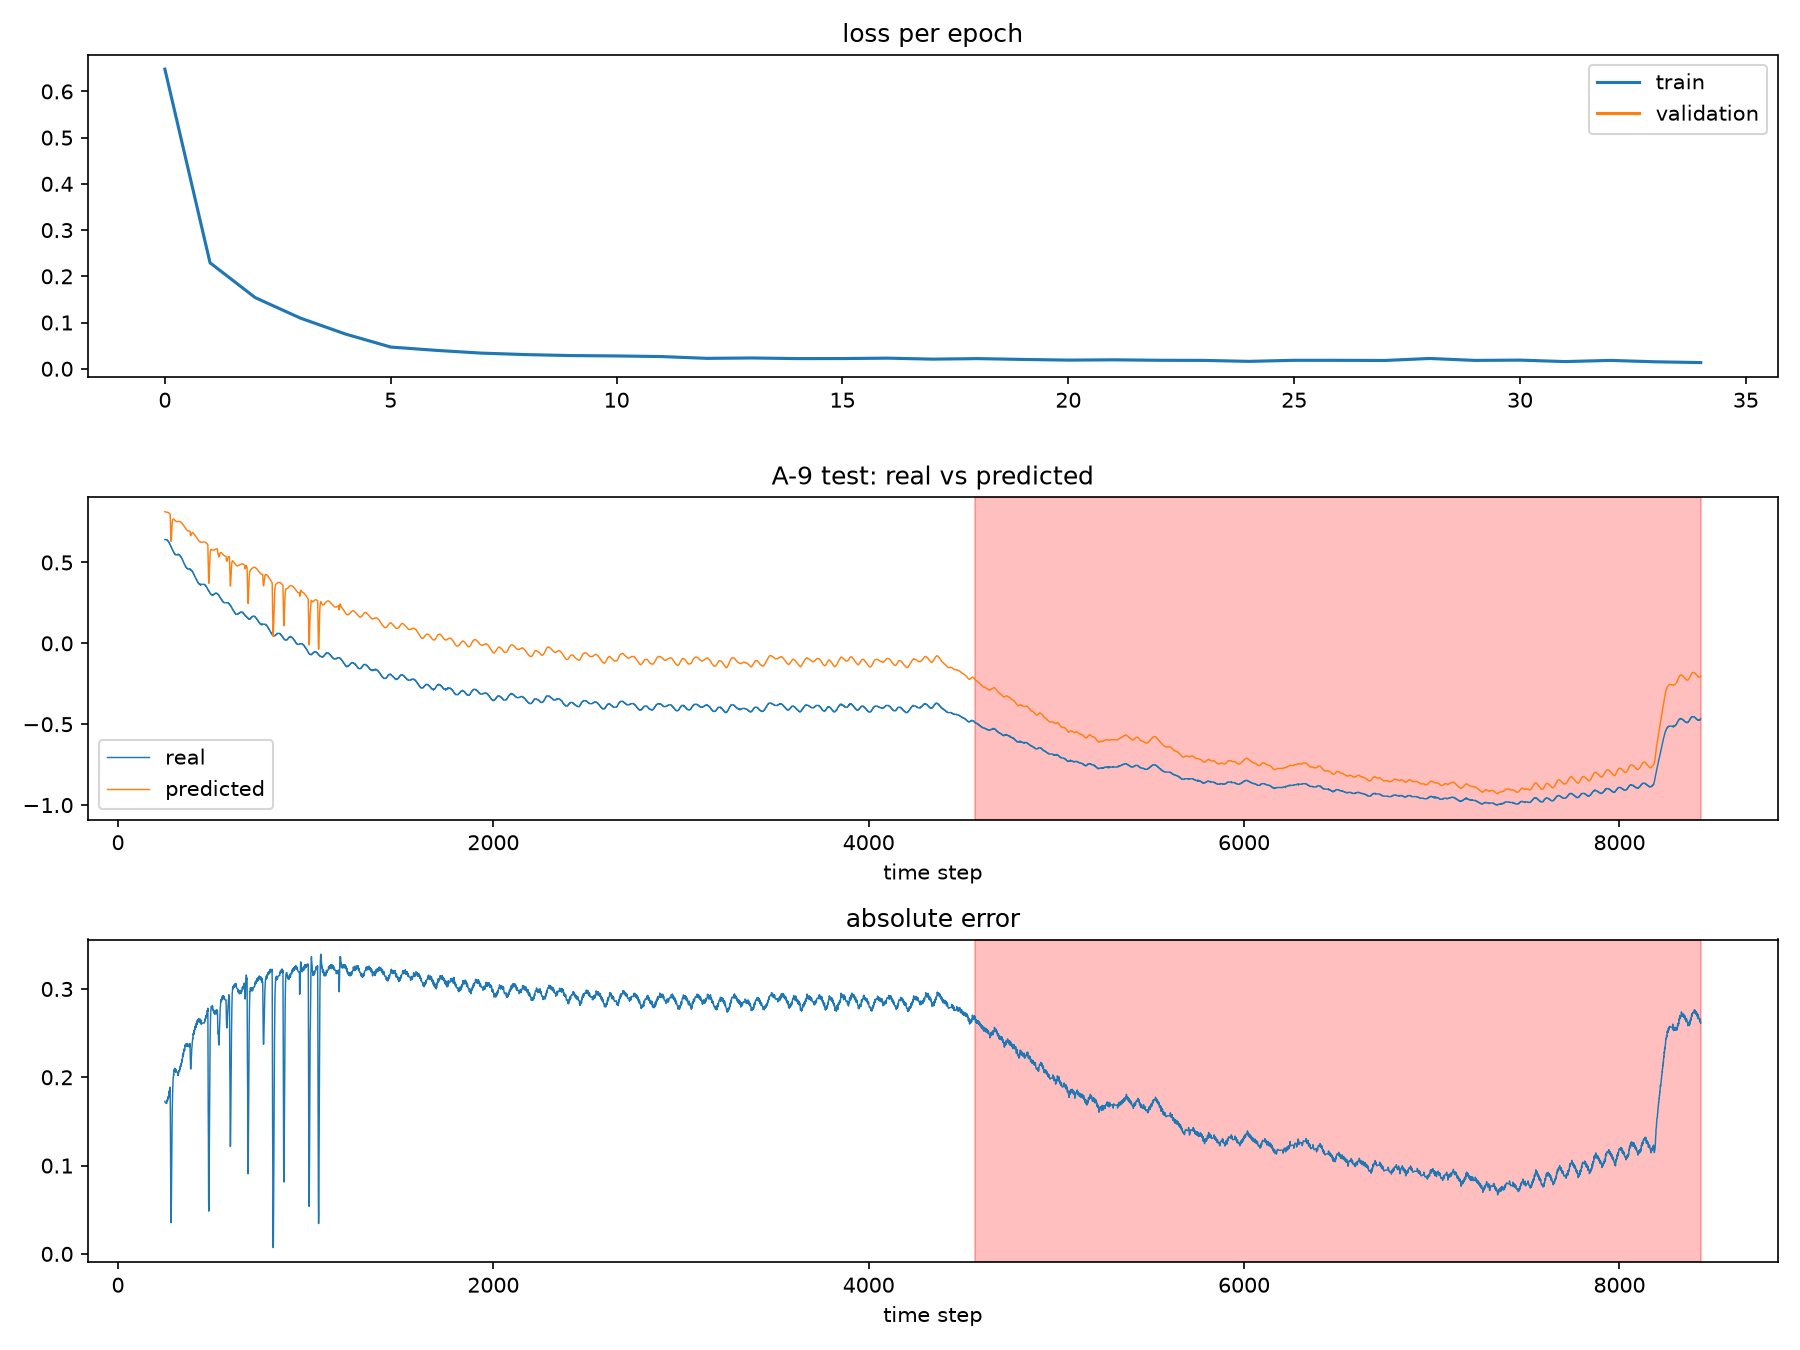 loss per epoch
train
validation
0.6
0.5
0.4
0.3
0.2
0.1
0.0
0 5 10 15 20 25 30 35
A-9 test: real vs predicted
0.5
0.0
−0.5
−1.0
real
predicted
0 2000 4000 6000 8000
time step
absolute error
0.3
0.2
0.1
0.0
0 2000 4000 6000 8000
time step